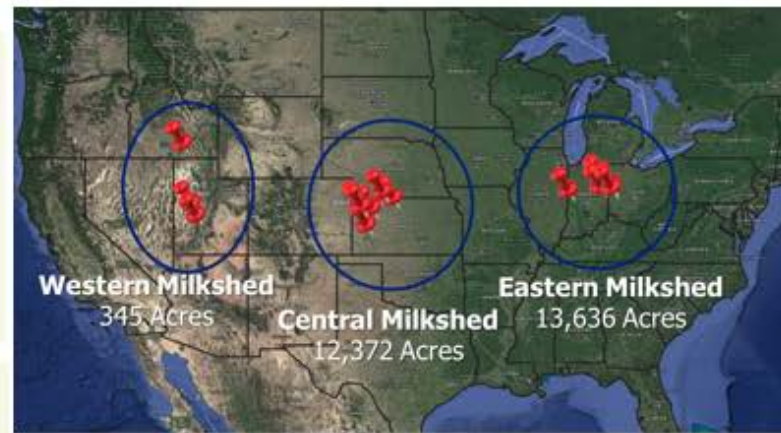 Western Milkshed
345 Acres
Central Milkshed
12,372 Acres
Eastern Milkshed
13,636 Acres